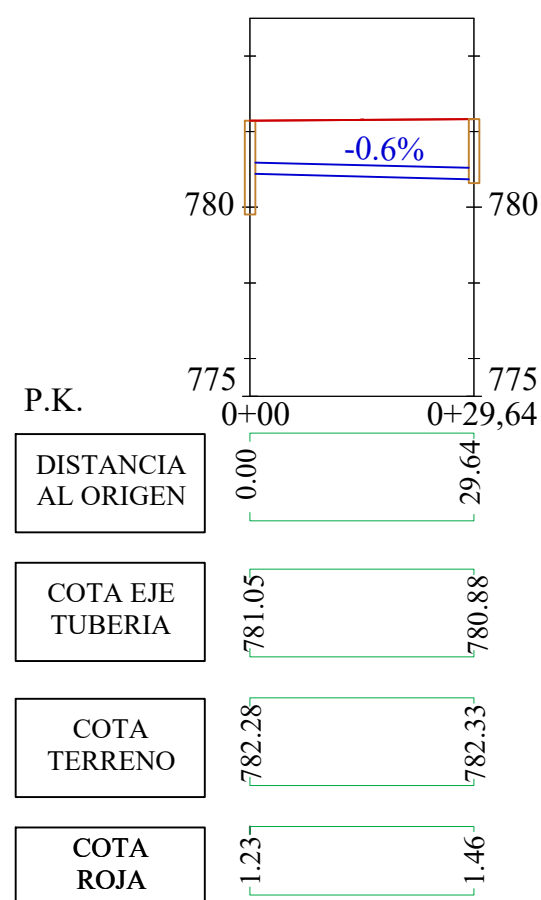 -0.6%
780
780
775
775
P.K.
0+00
0+29,64
DISTANCIA
AL ORIGEN
0.00
29.64
COTA EJE
TUBERIA
781.05
780.88
COTA
TERRENO
782.28
782.33
COTA
ROJA
1.23
1.46